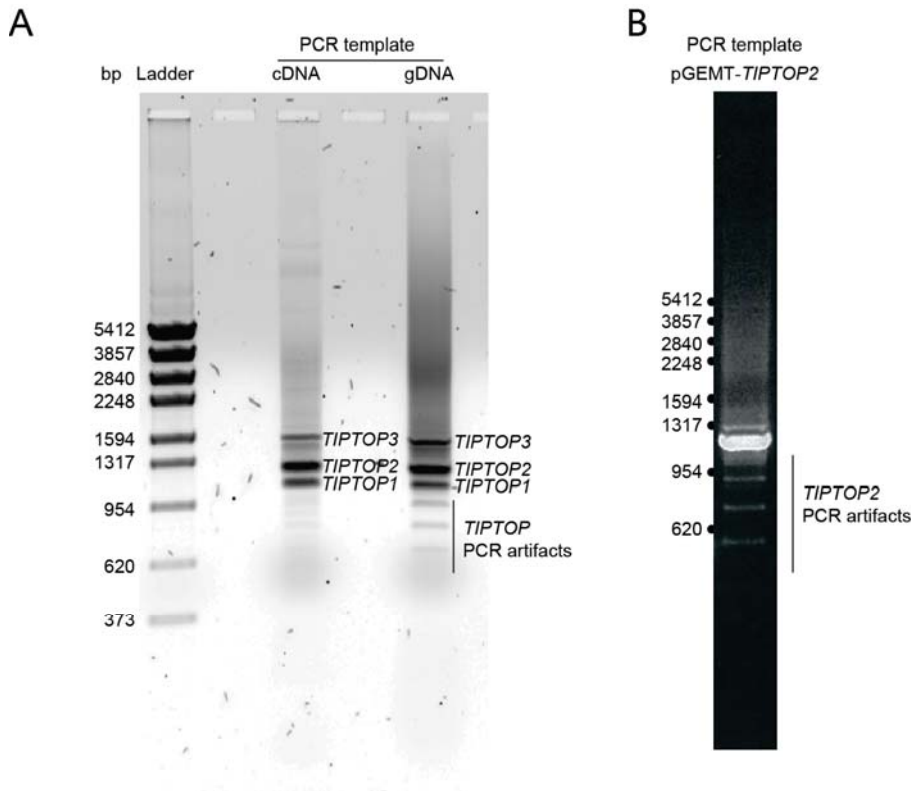 A
PCR template
bp Ladder cDNA gDNA
5412
3857
2840
2248
1594
1317
954
620
373
TIPTOP3
TIPTOP2
TIPTOP1
TIPTOP3
TIPTOP2
TIPTOP1
TIPTOP
PCR artifacts
B
PCR template
pGEMT-TIPTOP2
5412
3857
2840
2248
1594
1317
954
620
TIPTOP2
PCR artifacts